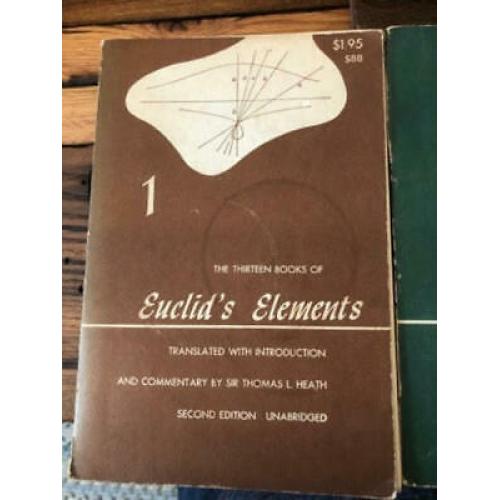 $1.95
S88
1
THE THIRTEEN BOOKS OF
Euclid's Elements
TRANSLATED WITH INTRODUCTION
AND COMMENTARY BY SIR THOMAS L. HEATH
SECOND EDITION UNABRIDGED